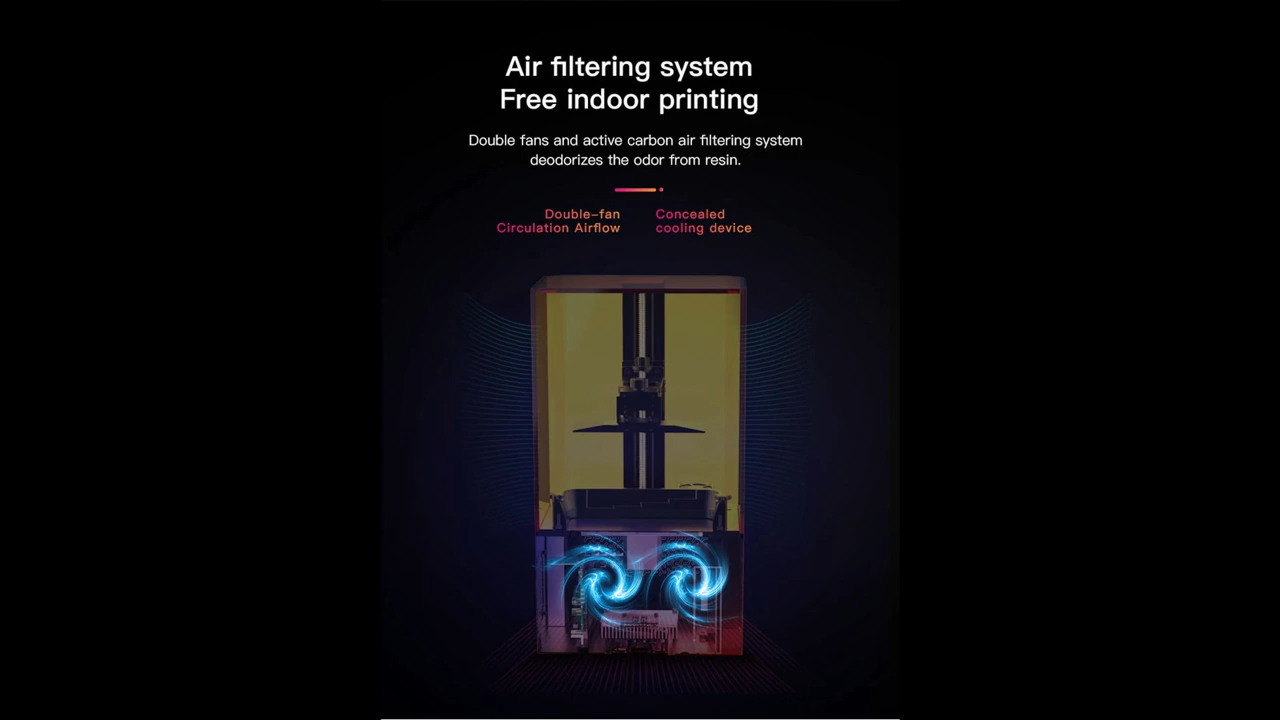 Air filtering system
Free indoor printing
Double fans and active carbon air filtering system
deodorizes the odor from resin.
Double-fan
Circulation Airflow
Concealed
cooling device